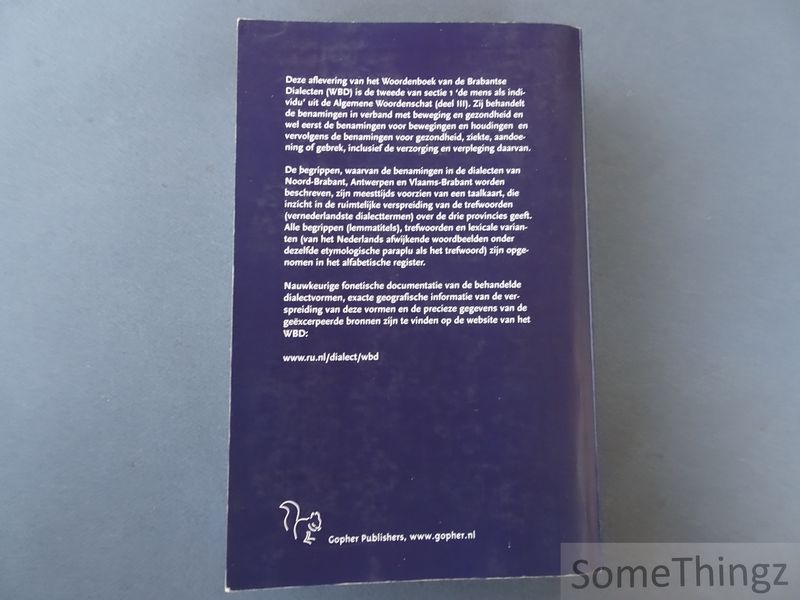 Deze aflevering van het Woordenboek van de Brabantse
Dialecten (WBD) is de tweede van sectie 1 ‘de mens als indi-
vidu’ uit de Algemene Woordenschat (deel III). Zij behandelt
de benamingen in verband met beweging en gezondheid en
wel eerst de benamingen voor bewegingen en houdingen en
vervolgens de benamingen voor gezondheid, ziekte, aandoe-
ning of gebrek, inclusief de verzorging en verpleging daarvan.
De begrippen, waarvan de benamingen in de dialecten van
Noord-Brabant, Antwerpen en Vlaams-Brabant worden
beschreven, zijn meesttijds voorzien van een taalkaart, die
inzicht in de ruimtelijke verspreiding van de trefwoorden
(vernederlandste dialecttermen) over de drie provincies geeft.
Alle begrippen (lemmatitels), trefwoorden en lexicale varian-
ten (van het Nederlands afwijkende woordbeelden onder
dezelfde etymologische paraplu als het trefwoord) zijn opge-
nomen in het alfabetische register.
Nauwkeurige fonetische documentatie van de behandelde
dialectvormen, exacte geografische informatie van de ver-
spreiding van deze vormen en de precieze gegevens van de
geëxcerpeerde bronnen zijn te vinden op de website van het
WBD:
www.ru.nl/dialect/wbd
Gopher Publishers, www.gopher.nl
SomeThingz